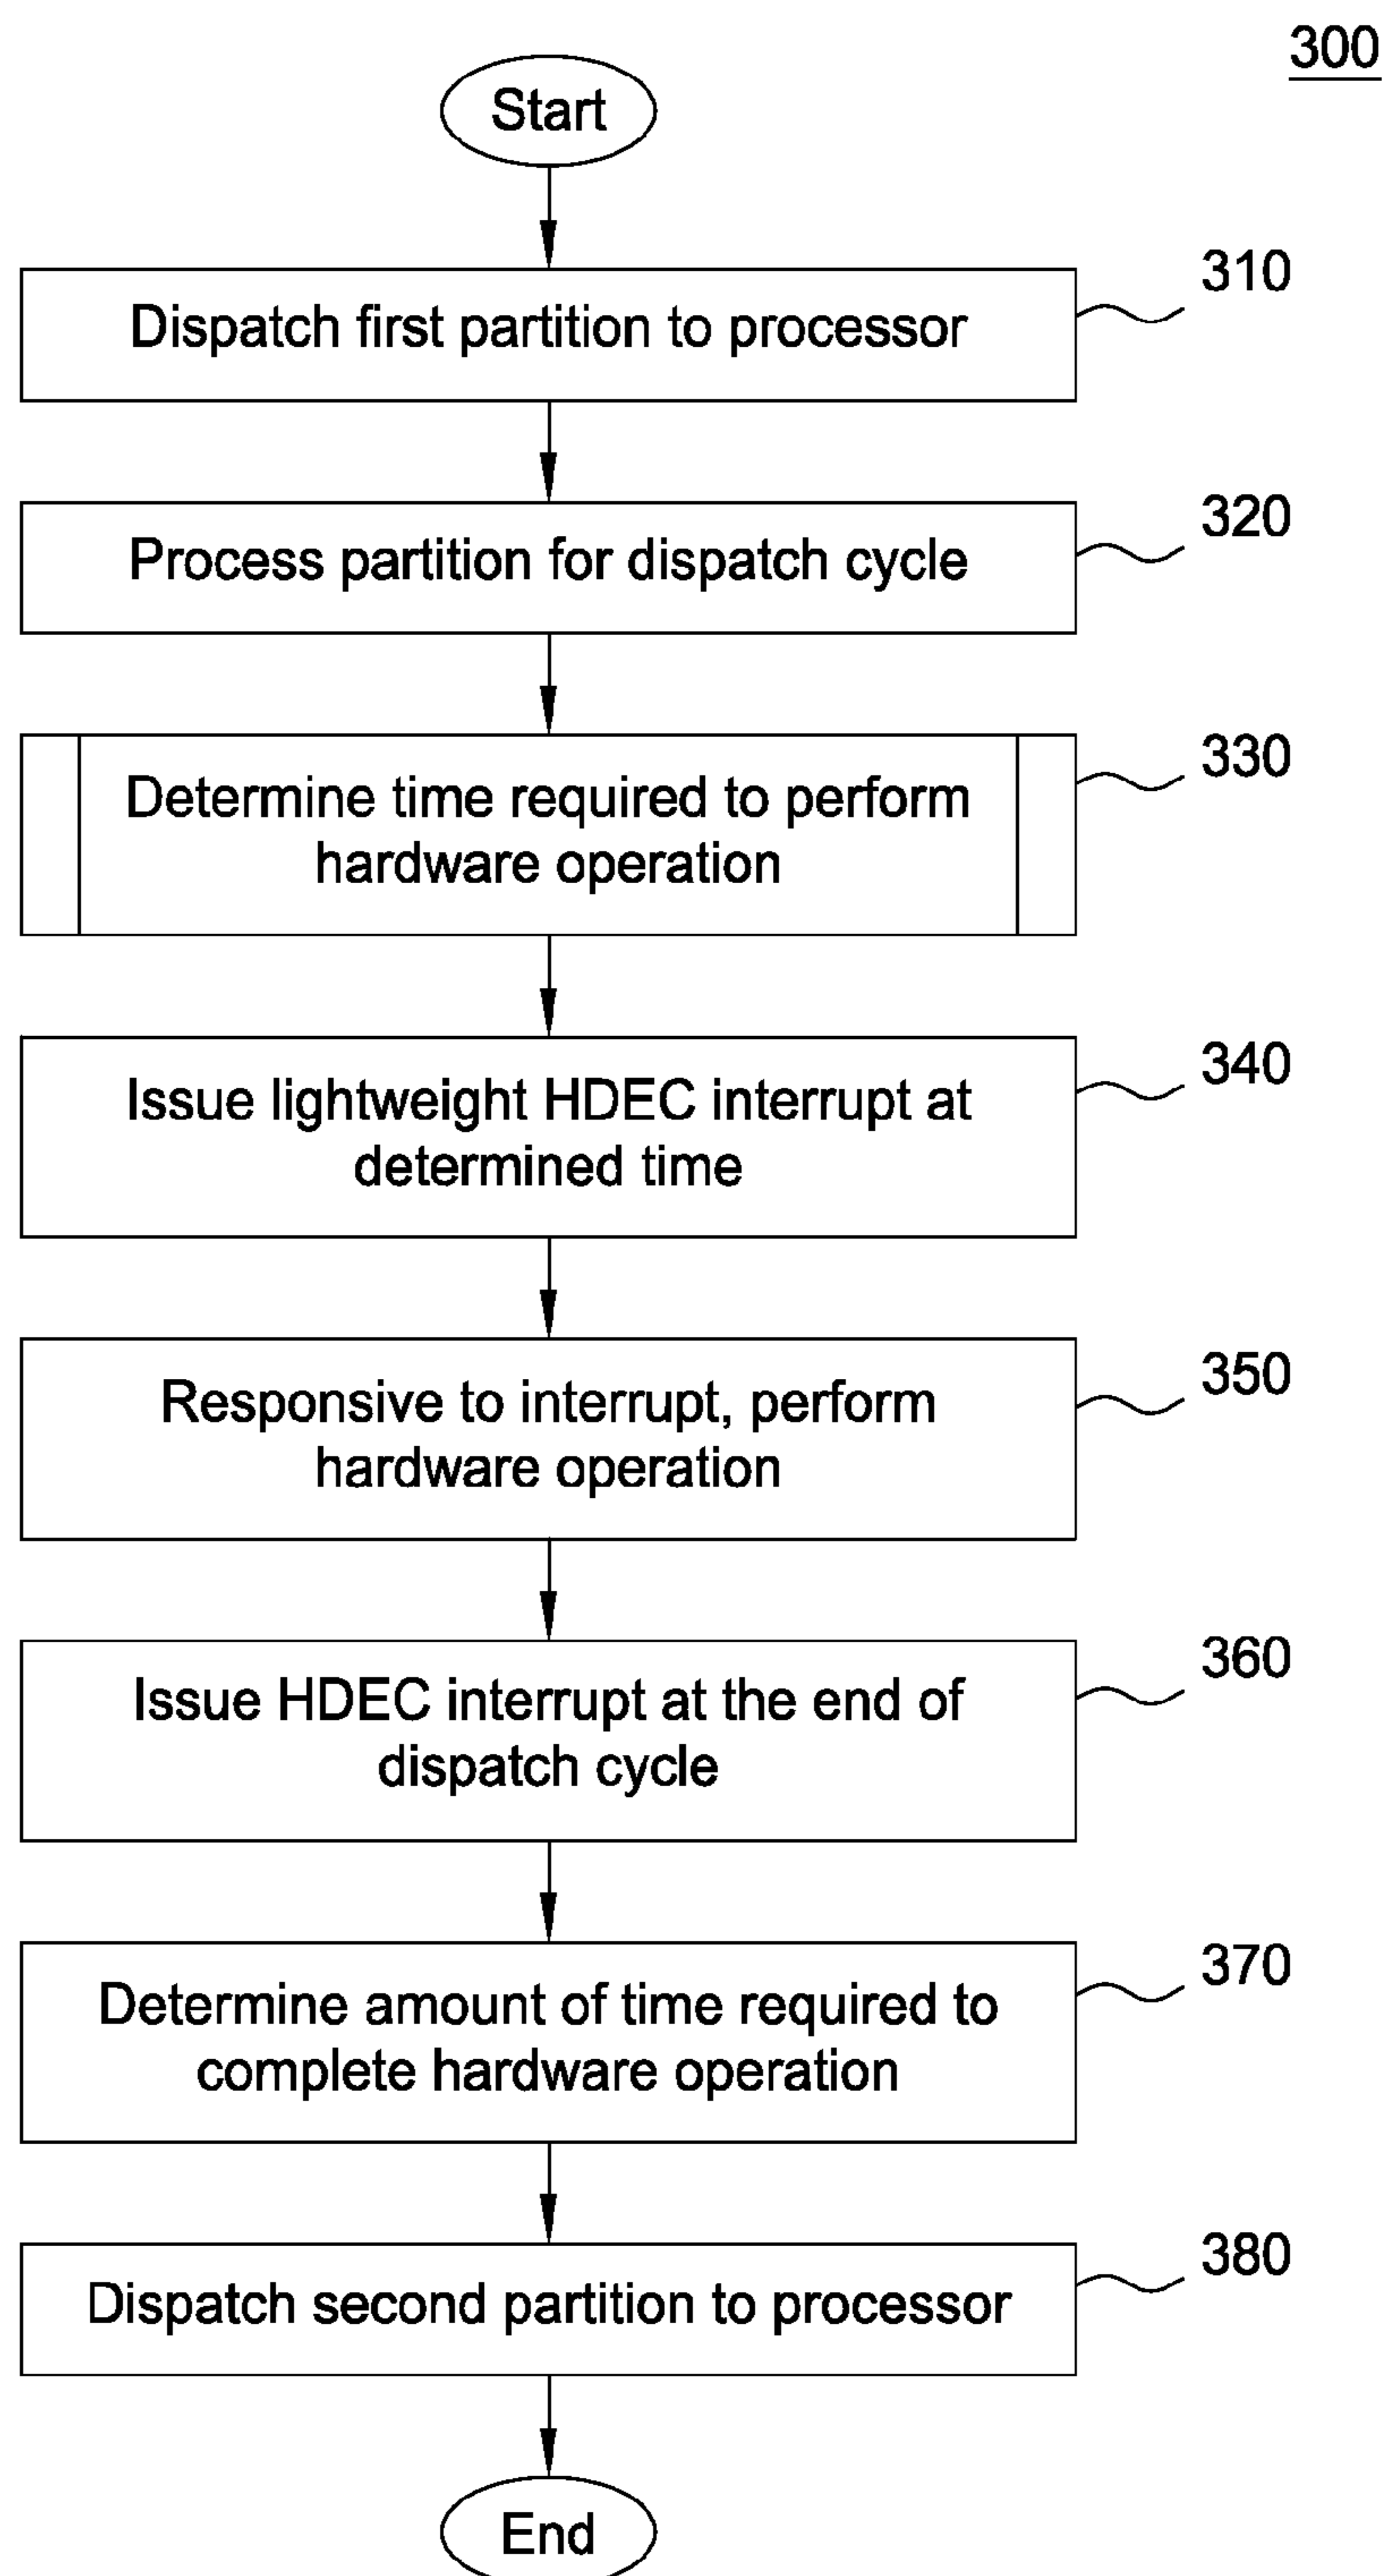 300
Start
Dispatch first partition to processor
310
Process partition for dispatch cycle
320
Determine time required to perform
hardware operation
330
Issue lightweight HDEC interrupt at
determined time
340
Responsive to interrupt, perform
hardware operation
350
Issue HDEC interrupt at the end of
dispatch cycle
360
Determine amount of time required to
complete hardware operation
370
Dispatch second partition to processor
380
End